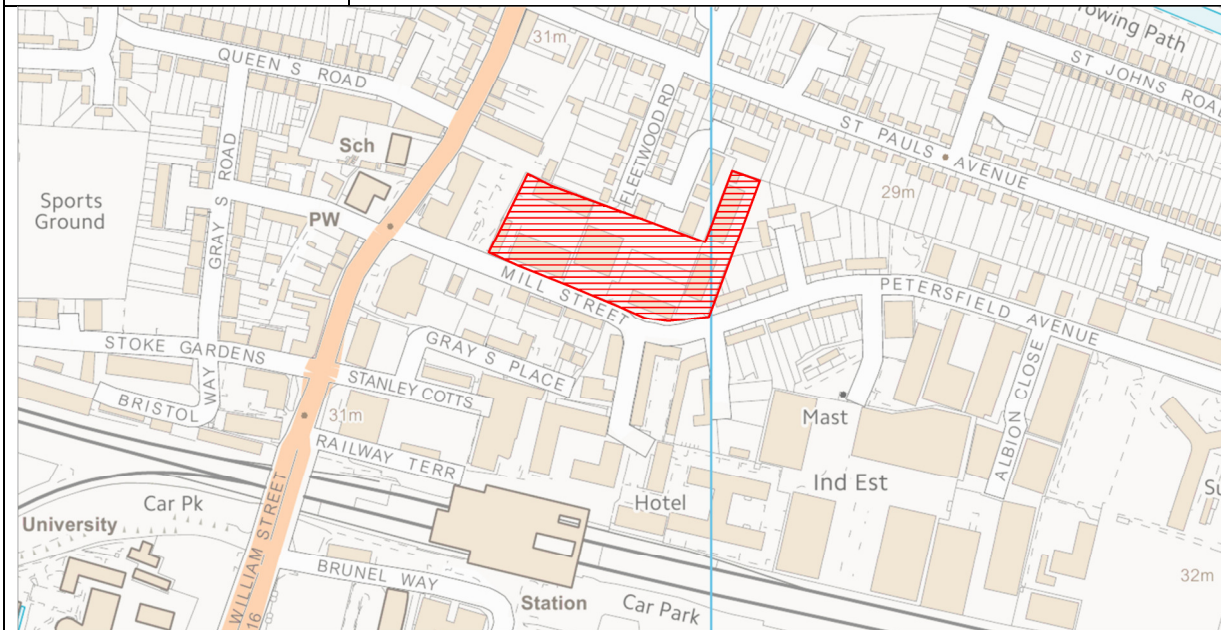 31m
Towing Path
QUEEN S ROAD
ST JOHNS ROAD
FLEETWOOD RD
Sch
ST PAULS AVENUE
Sports
Ground
GRAY S ROAD
29m
PW
MILL STREET
PETERSFIELD AVENUE
STOKE GARDENS
GRAY S PLACE
STANLEY COTTS
BRISTOL WAY
31m
Mast
ALBION CLOSE
RAILWAY TERR
Ind Est
Hotel
Car Pk
University
WILLIAM STREET
BRUNEL WAY
32m
Station
Car Park